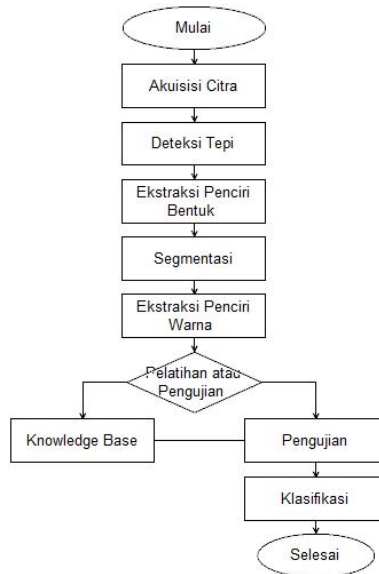 Mulai
Akuisisi Citra
Deteksi Tepi
Ekstraksi Penciri
Bentuk
Segmentasi
Ekstraksi Penciri
Warna
Pelatihan atau
Pengujian
Knowledge Base
Pengujian
Klasifikasi
Selesai